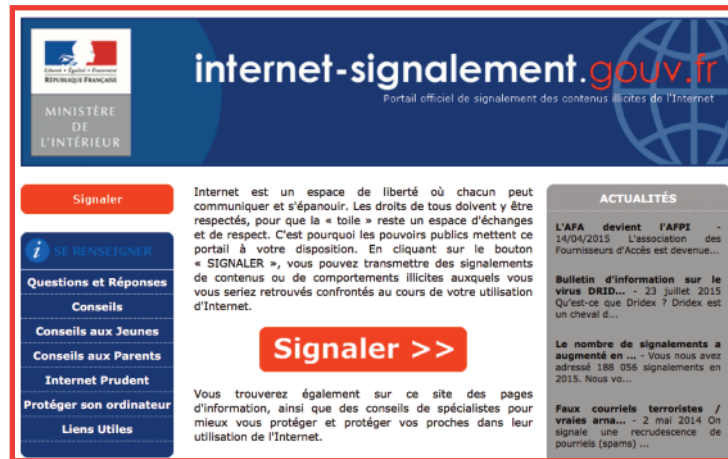 Liberté • Égalité • Fraternité
RÉPUBLIQUE FRANÇAISE
MINISTÈRE
DE
L'INTÉRIEUR
internet-signalement.gouv.fr
Portail officiel de signalement des contenus illicites de l'Internet
Signaler
i SE RENSEIGNER
Questions et Réponses
Conseils
Conseils aux Jeunes
Conseils aux Parents
Internet Prudent
Protéger son ordinateur
Liens Utiles
Internet est un espace de liberté où chacun peut
communiquer et s'épanouir. Les droits de tous doivent y être
respectés, pour que la « toile » reste un espace d'échanges
et de respect. C'est pourquoi les pouvoirs publics mettent ce
portail à votre disposition. En cliquant sur le bouton
« SIGNALER », vous pouvez transmettre des signalements
de contenus ou de comportements illicites auxquels vous
vous seriez retrouvés confrontés au cours de votre utilisation
d'Internet.
Signaler >>
Vous trouverez également sur ce site des pages
d'information, ainsi que des conseils de spécialistes pour
mieux vous protéger et protéger vos proches dans leur
utilisation de l'Internet.
ACTUALITÉS
L'AFA devient l'AFPI -
14/04/2015 L'association des
Fournisseurs d'Accès est devenue...
Bulletin d'information sur le
virus DRID... - 23 juillet 2015
Qu'est-ce que Dridex ? Dridex est
un cheval d...
Le nombre de signalements a
augmenté en ... - Vous nous avez
adressé 188 056 signalements en
2015. Nous vo...
Faux courriels terroristes /
vraies arna... - 2 mai 2014 On
signale une recrudescence de
pourriels (spams) ...